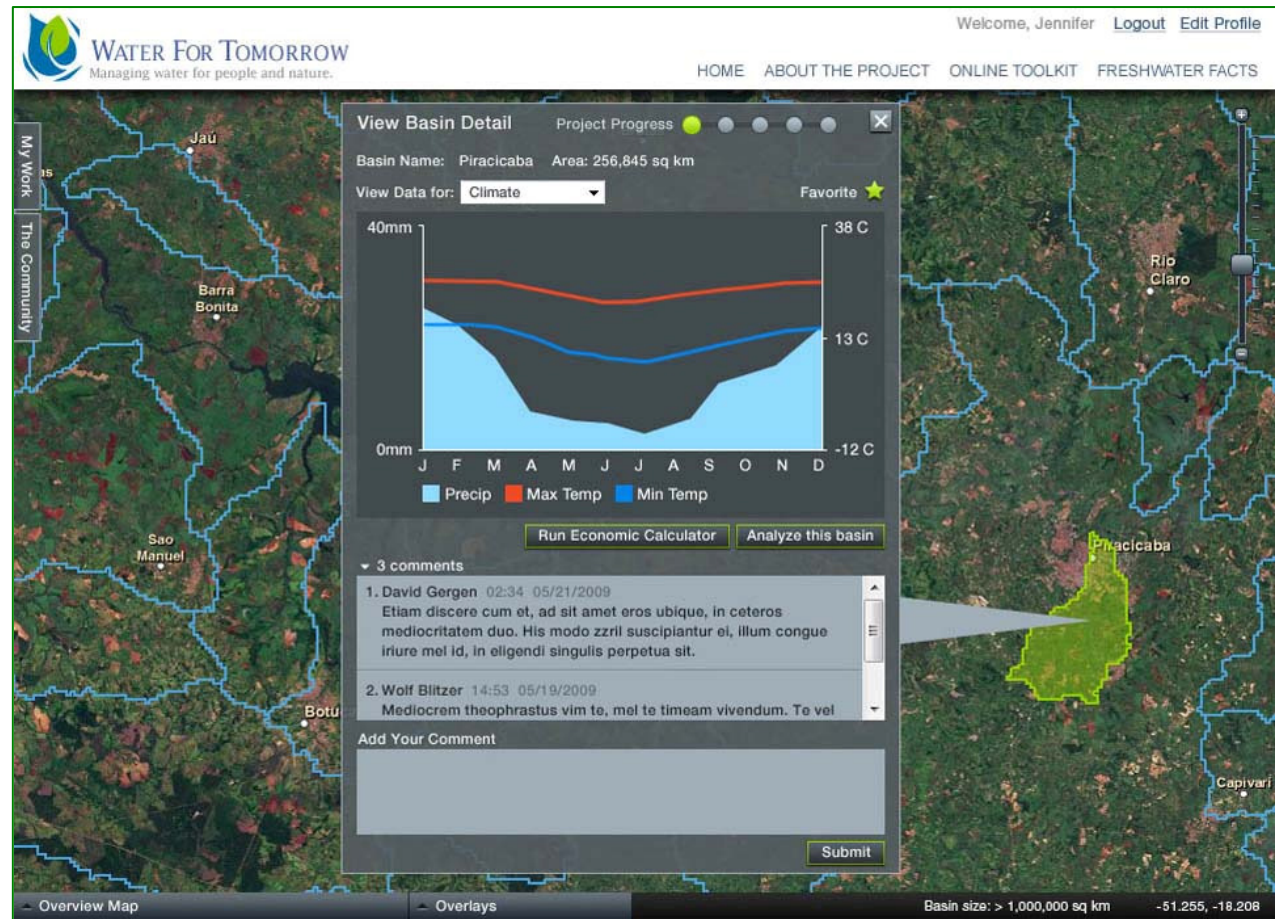 Welcome, Jennifer Logout Edit Profile
WATER FOR TOMORROW
Managing water for people and nature.
HOME ABOUT THE PROJECT ONLINE TOOLKIT FRESHWATER FACTS
My Work
The Community
Jaú
Barra
Bonita
Sao
Manuel
View Basin Detail Project Progress
Basin Name: Piracicaba Area: 256,845 sq km
View Data for: Climate Favorite
40mm 38 C
13 C
0mm -12 C
J F M A M J J A S O N D
Precip Max Temp Min Temp
Run Economic Calculator Analyze this basin
3 comments
1. David Gergen 02:34 05/21/2009
Etiam discere cum et, ad sit amet eros ubique, in ceteros
mediocritatem duo. His modo zzril suscipiantur ei, illum congue
iriure mel id, in eligendi singulis perpetua sit.
2. Wolf Blitzer 14:53 05/19/2009
Mediocrem theophrastus vim te, mel te timeam vivendum. Te vel
Add Your Comment
Submit
Rio
Claro
Piracicaba
Capivari
Overview Map Overlays Basin size: > 1,000,000 sq km -51.255, -18.208